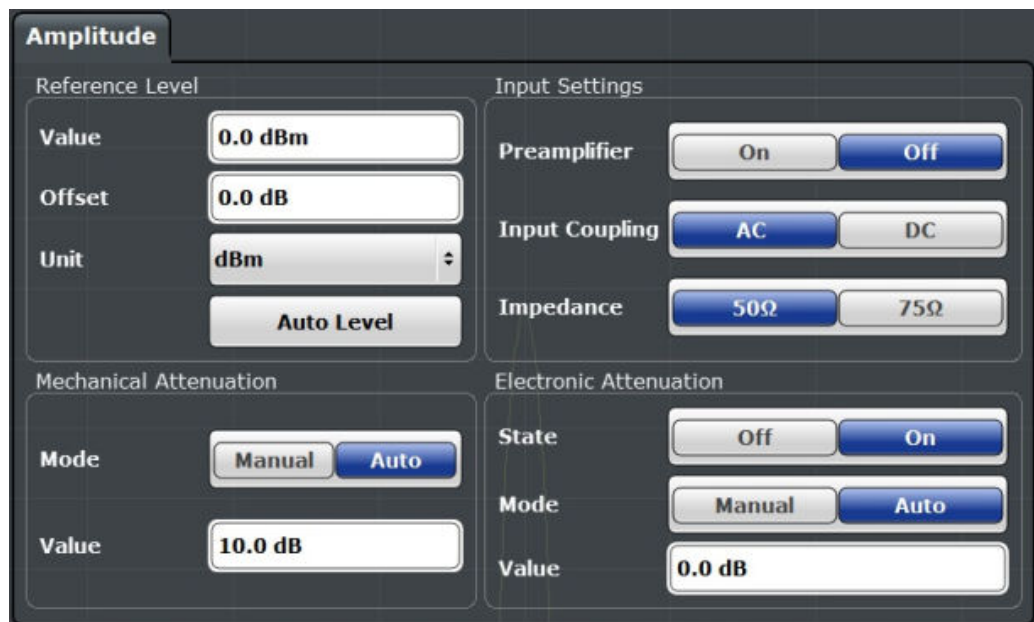 Amplitude
Reference Level
Value 0.0 dBm
Offset 0.0 dB
Unit dBm
Auto Level
Input Settings
Preamplifier On Off
Input Coupling AC DC
Impedance 50Ω 75Ω
Mechanical Attenuation
Mode Manual Auto
Value 10.0 dB
Electronic Attenuation
State Off On
Mode Manual Auto
Value 0.0 dB